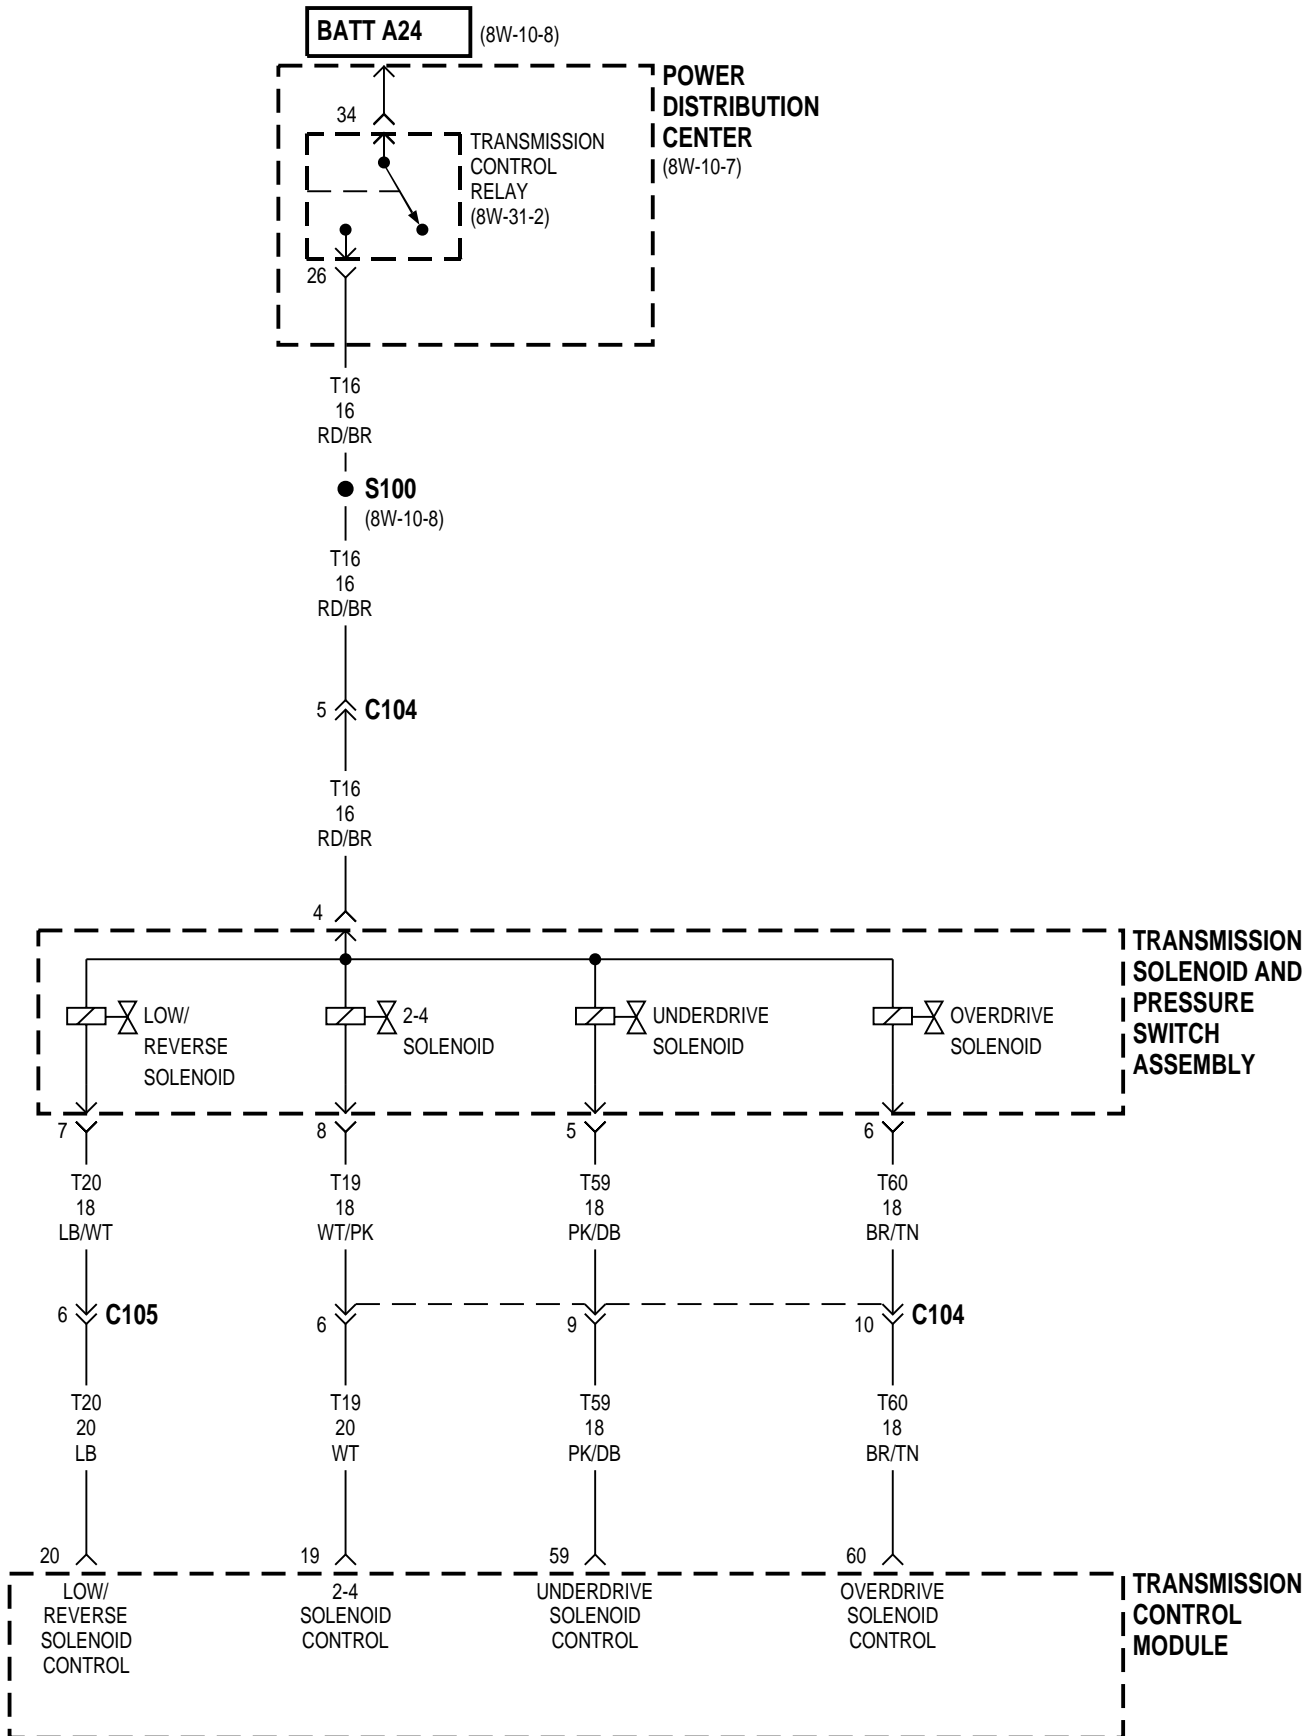 BATT A24 (8W-10-8)
POWER
DISTRIBUTION
CENTER
(8W-10-7)
34
TRANSMISSION
CONTROL
RELAY
(8W-31-2)
26
T16
16
RD/BR
S100
(8W-10-8)
T16
16
RD/BR
5 C104
T16
16
RD/BR
4
TRANSMISSION
SOLENOID AND
PRESSURE
SWITCH
ASSEMBLY
LOW/
REVERSE
SOLENOID
2-4
SOLENOID
UNDERDRIVE
SOLENOID
OVERDRIVE
SOLENOID
7 8 5 6
T20 T19 T59 T60
18 18 18 18
LB/WT WT/PK PK/DB BR/TN
6 C105 6 9 10 C104
T20 T19 T59 T60
20 20 18 18
LB WT PK/DB BR/TN
20 19 59 60
LOW/
REVERSE
SOLENOID
CONTROL
2-4
SOLENOID
CONTROL
UNDERDRIVE
SOLENOID
CONTROL
OVERDRIVE
SOLENOID
CONTROL
TRANSMISSION
CONTROL
MODULE